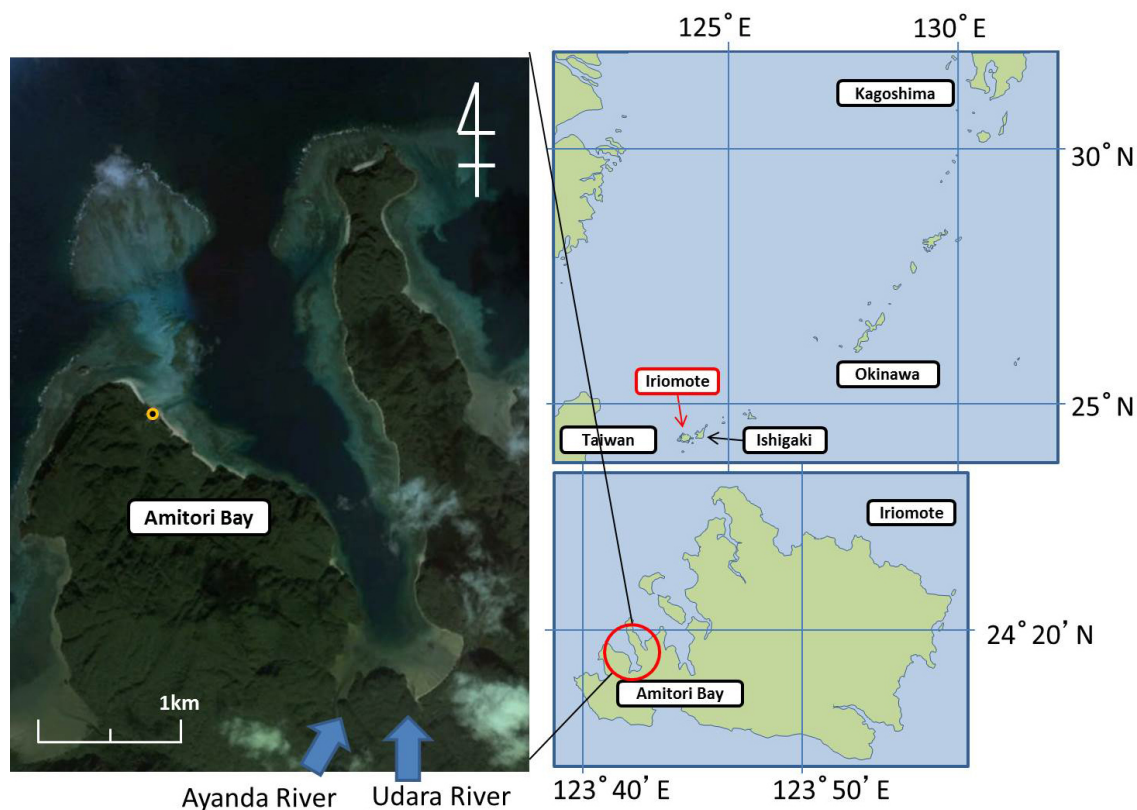 125°E
130°E
Kagoshima
30°N
Okinawa
Iriomote
25°N
Taiwan
Ishigaki
Amitori Bay
1km
Ayanda River
Udara River
Iriomote
24°20'N
Amitori Bay
123°40'E
123°50'E